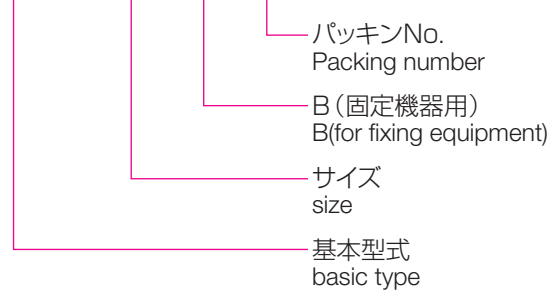 パッキンNo.
Packing number
B（固定機器用）
B(for fixing equipment)
サイズ
size
基本型式
basic type